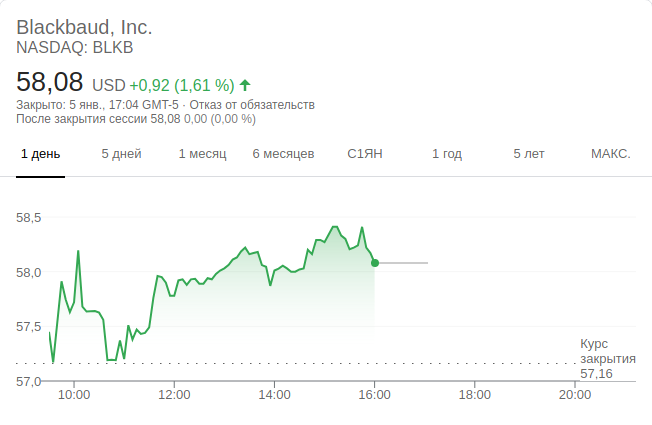 Blackbaud, Inc.
NASDAQ: BLKB
58,08 USD +0,92 (1,61 %)
Закрыто: 5 янв., 17:04 GMT-5 · Отказ от обязательств
После закрытия сессии 58,08 0,00 (0,00 %)
1 день 5 дней 1 месяц 6 месяцев С1ЯН 1 год 5 лет МАКС.
58,5
58,0
57,5
57,0
Курс
закрытия
57,16
10:00 12:00 14:00 16:00 18:00 20:00